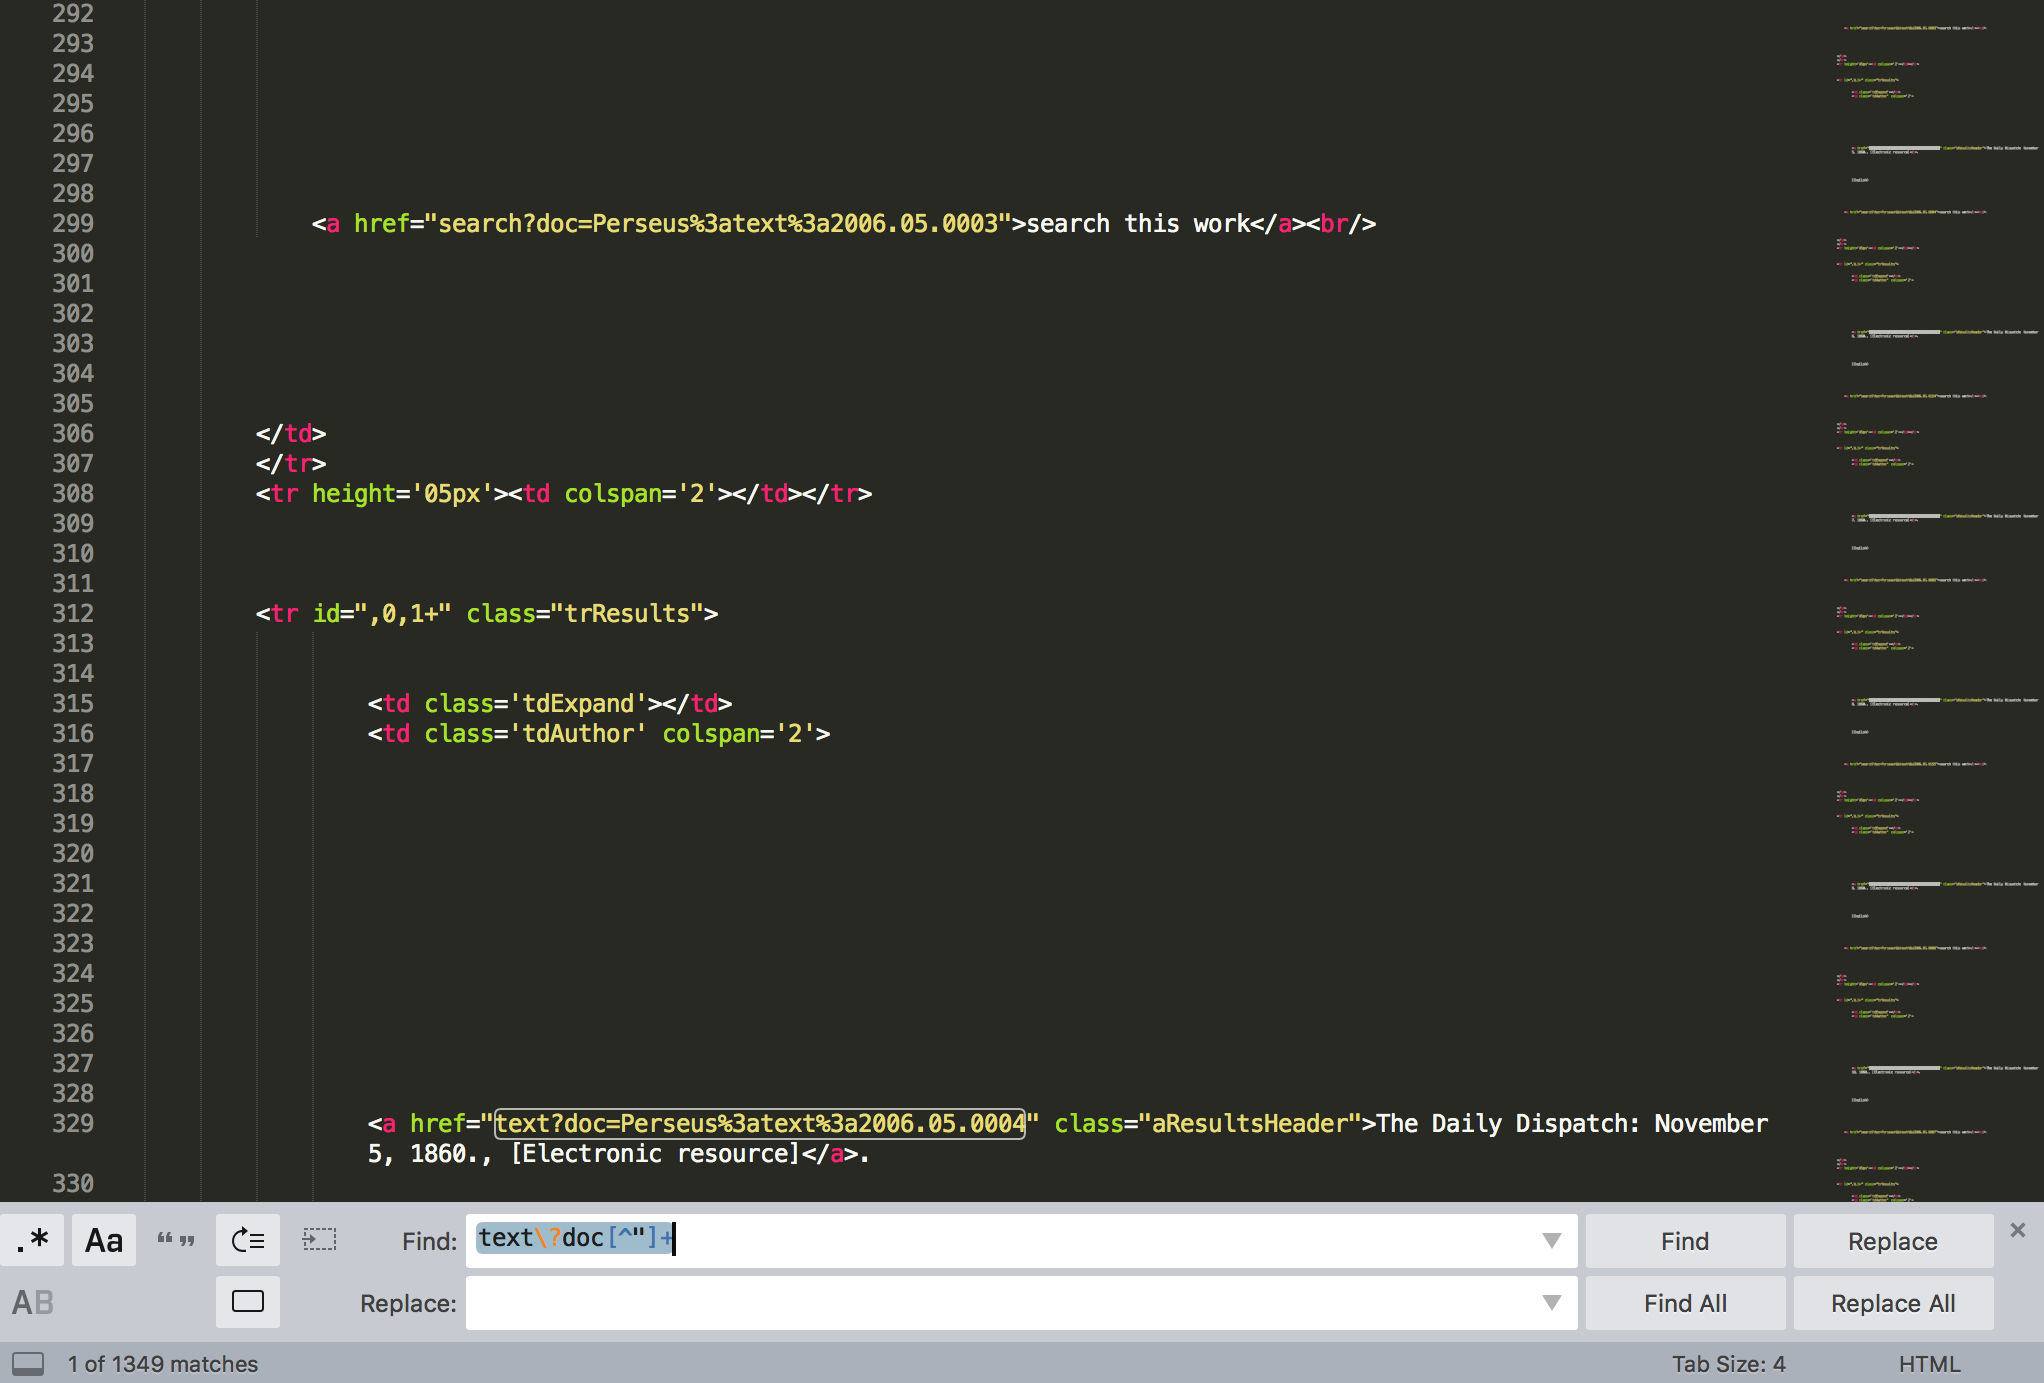 292
293
294
295
296
297
298
299 <a href="search?doc=Perseus%3atext%3a2006.05.0003">search this work</a><br/>
300
301
302
303
304
305
306 </td>
307 </tr>
308 <tr height='05px'><td colspan='2'></td></tr>
309
310
311
312 <tr id=",0,1+" class="trResults">
313
314
315 <td class='tdExpand'></td>
316 <td class='tdAuthor' colspan='2'>
317
318
319
320
321
322
323
324
325
326
327
328
329 <a href="text?doc=Perseus%3atext%3a2006.05.0004" class="aResultsHeader">The Daily Dispatch: November
5, 1860., [Electronic resource]</a>.
330
.* Aa “ ” Find: text\?doc[^"]+ Find Replace ×
AB Replace: Find All Replace All
1 of 1349 matches Tab Size: 4 HTML